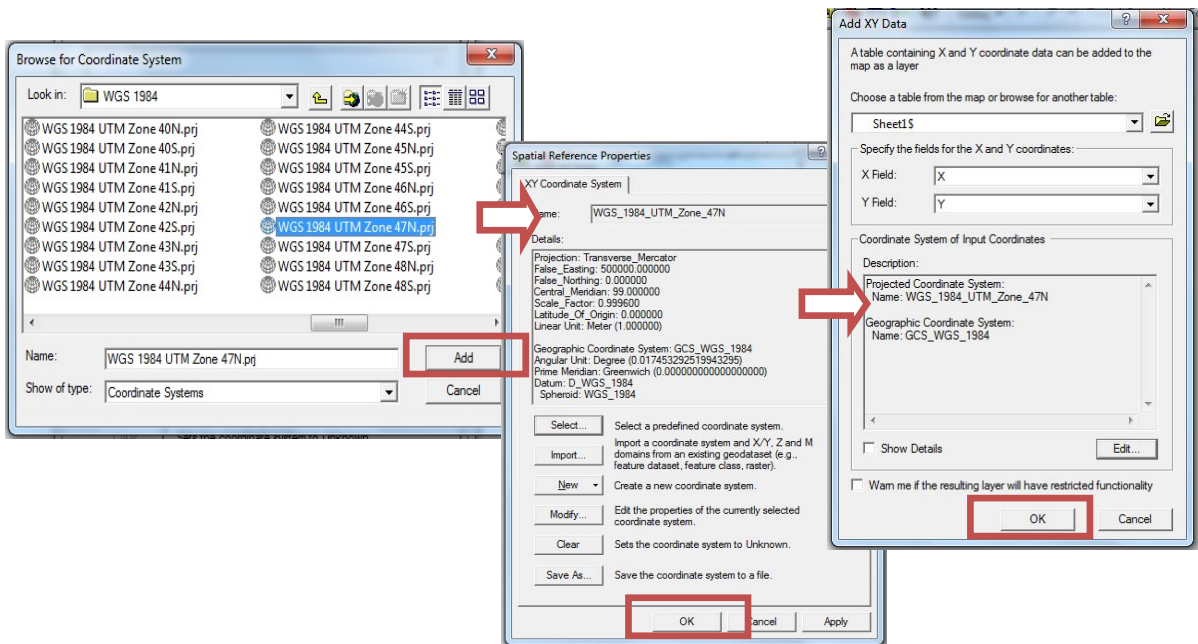 Browse for Coordinate System
Look in: WGS 1984
WGS 1984 UTM Zone 40N.prj
WGS 1984 UTM Zone 40S.prj
WGS 1984 UTM Zone 41N.prj
WGS 1984 UTM Zone 41S.prj
WGS 1984 UTM Zone 42N.prj
WGS 1984 UTM Zone 42S.prj
WGS 1984 UTM Zone 43N.prj
WGS 1984 UTM Zone 43S.prj
WGS 1984 UTM Zone 44N.prj
WGS 1984 UTM Zone 44S.prj
WGS 1984 UTM Zone 45N.prj
WGS 1984 UTM Zone 45S.prj
WGS 1984 UTM Zone 46N.prj
WGS 1984 UTM Zone 46S.prj
WGS 1984 UTM Zone 47N.prj
WGS 1984 UTM Zone 47S.prj
WGS 1984 UTM Zone 48N.prj
WGS 1984 UTM Zone 48S.prj
Name: WGS 1984 UTM Zone 47N.prj Add
Show of type: Coordinate Systems Cancel
Sets the coordinate system to Unknown
Spatial Reference Properties
XY Coordinate System
WGS_1984_UTM_Zone_47N
Details:
Projection: Transverse_Mercator
False_Easting: 500000.000000
False_Northing: 0.000000
Central_Meridian: 99.000000
Scale_Factor: 0.999600
Latitude_Of_Origin: 0.000000
Linear Unit: Meter (1.000000)
Geographic Coordinate System: GCS_WGS_1984
Angular Unit: Degree (0.017453292519943295)
Prime Meridian: Greenwich (0.000000000000000000)
Datum: D_WGS_1984
Spheroid: WGS_1984
Select... Select a predefined coordinate system.
Import... Import a coordinate system and X/Y, Z and M
domains from an existing geodataset (e.g.,
feature dataset, feature class, raster).
New Create a new coordinate system.
Modify... Edit the properties of the currently selected
coordinate system.
Clear Sets the coordinate system to Unknown.
Save As... Save the coordinate system to a file.
OK Cancel Apply
Add XY Data
A table containing X and Y coordinate data can be added to the
map as a layer
Choose a table from the map or browse for another table:
Sheet1$
Specify the fields for the X and Y coordinates:
X Field: X
Y Field: Y
Coordinate System of Input Coordinates
Description:
Projected Coordinate System:
Name: WGS_1984_UTM_Zone_47N
Geographic Coordinate System:
Name: GCS_WGS_1984
Show Details Edit...
Warn me if the resulting layer will have restricted functionality
OK Cancel